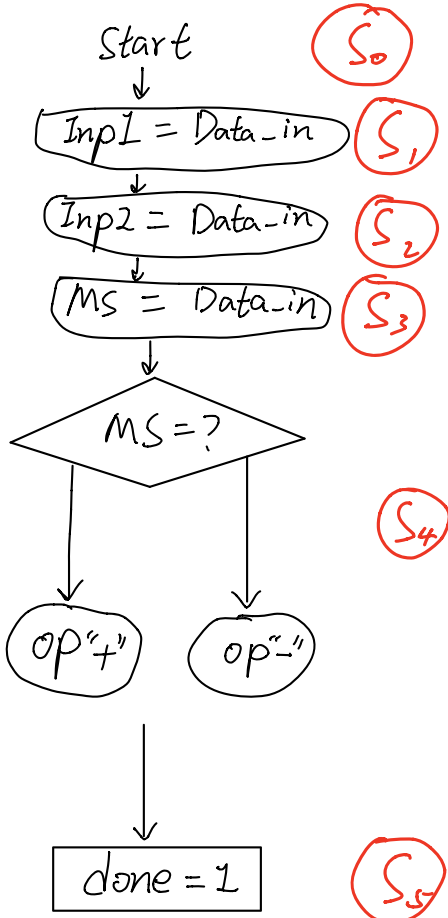 Start S0
Inp1 = Data_in S1
Inp2 = Data_in S2
MS = Data_in S3
MS=?
S4
op"+" op"-"
done = 1 S5